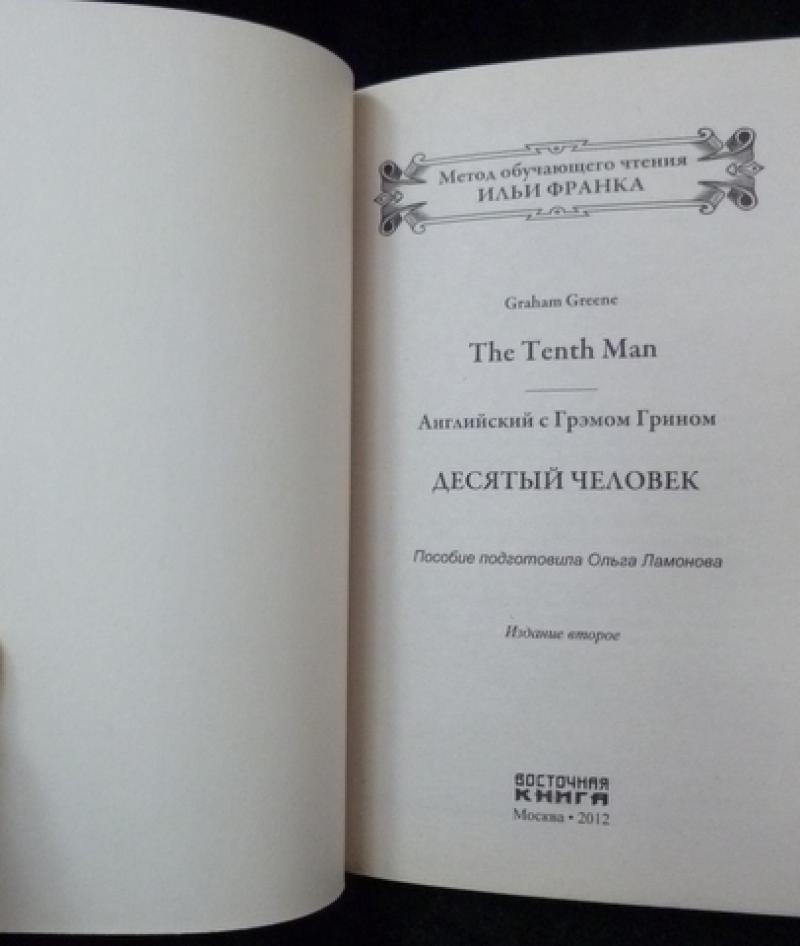 Метод обучающего чтения
ИЛЬИ ФРАНКА
Graham Greene
The Tenth Man
Английский с Грэмом Грином
ДЕСЯТЫЙ ЧЕЛОВЕК
Пособие подготовила Ольга Ламонова
Издание второе
ВОСТОЧНАЯ
КНИГА
Москва • 2012